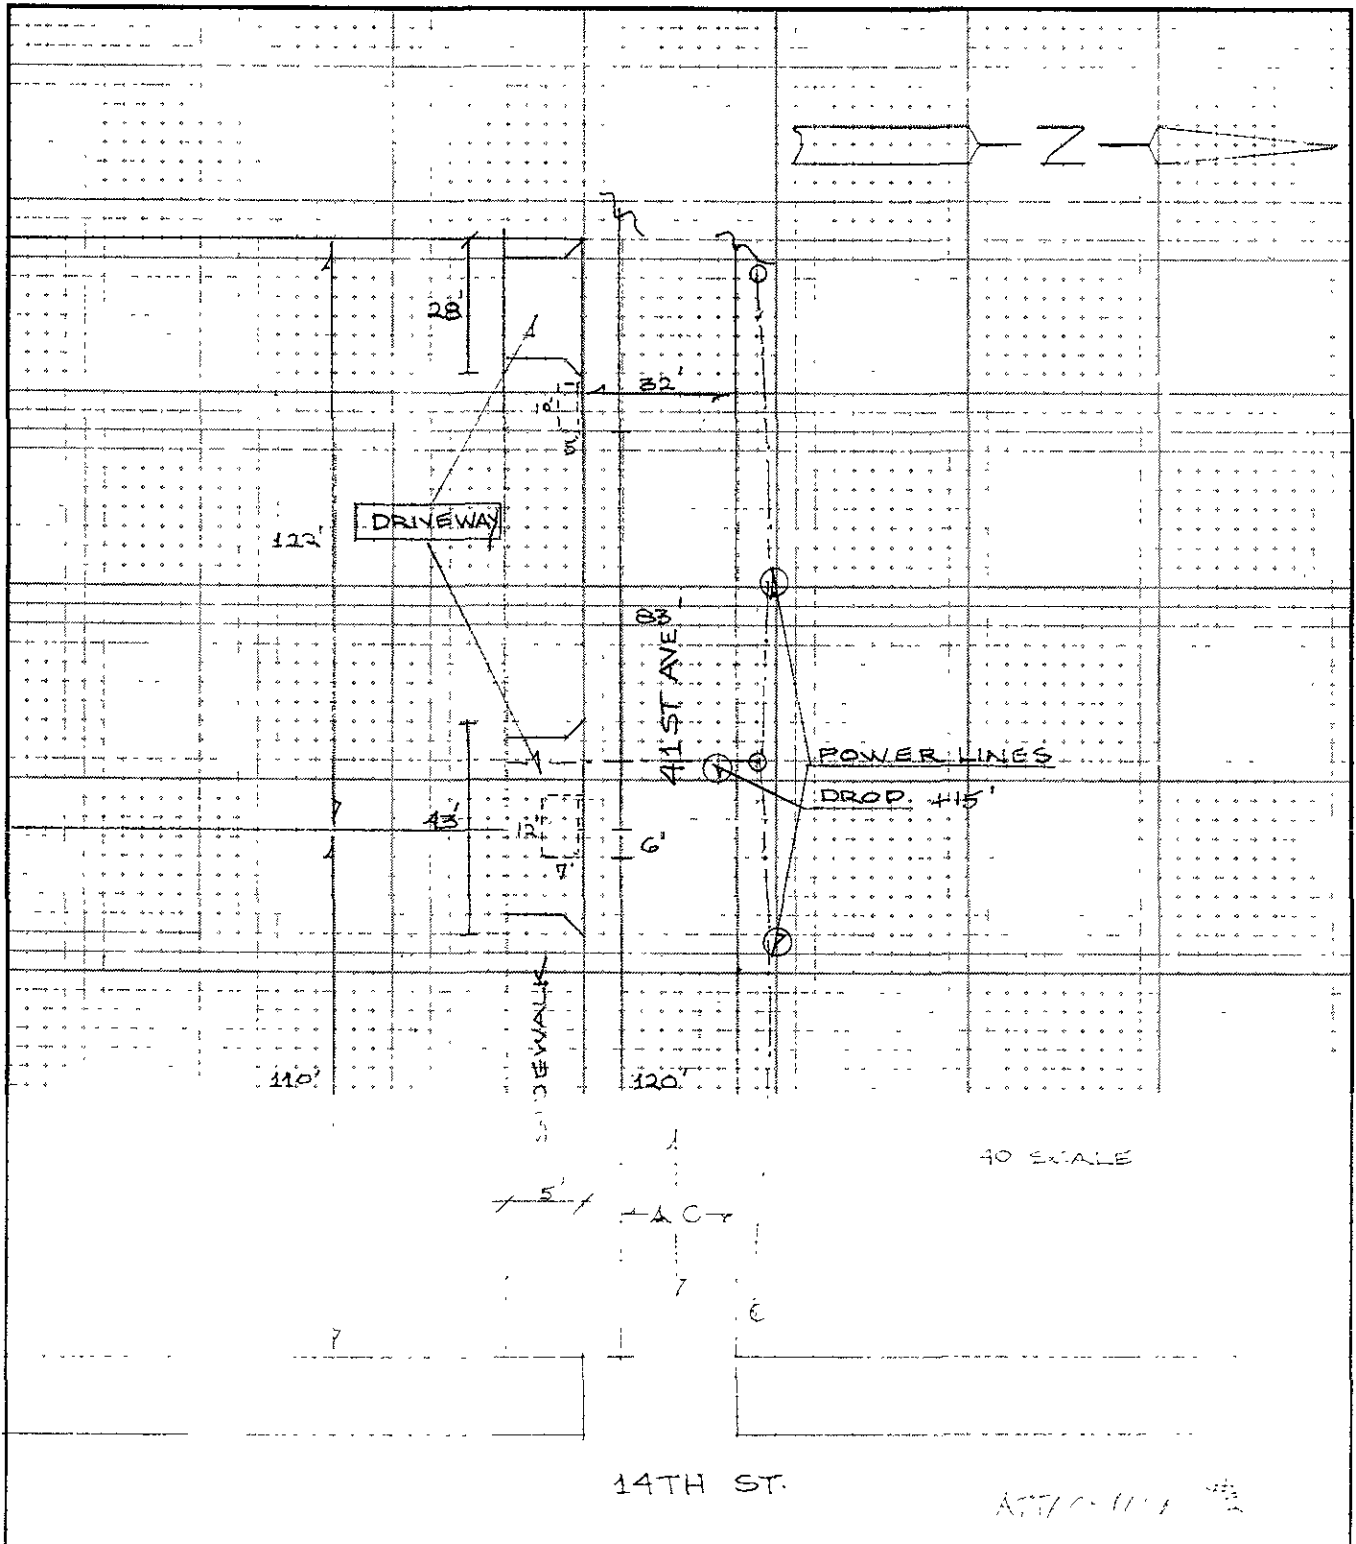 N
28'
32'
DRIVEWAY
122'
83'
41ST AVE
POWER LINES
DROP. +15'
43'
12'
6"
7'
SIDEWALK
110'
120'
40 SCALE
5'
14TH ST.